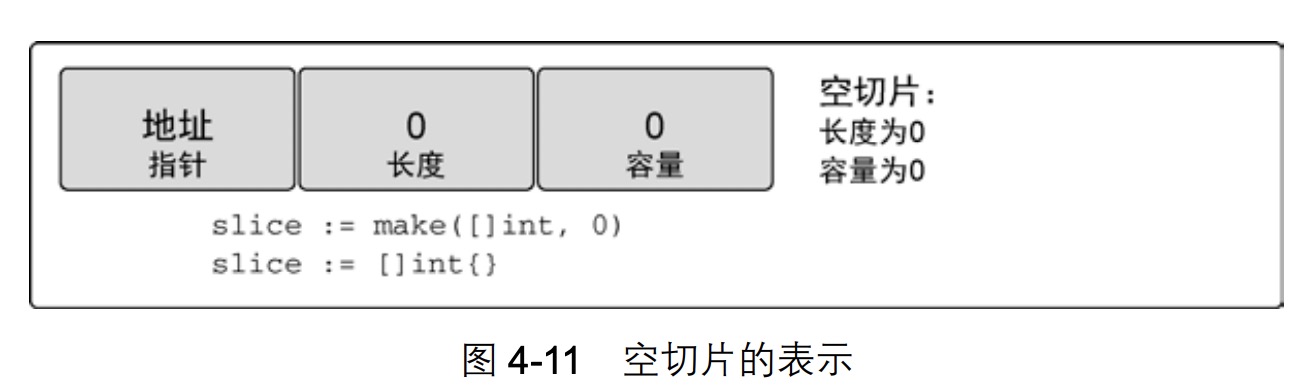 地址
指针
0
长度
0
容量
空切片：
长度为0
容量为0
slice := make([]int, 0)
slice := []int{}
图 4-11 空切片的表示